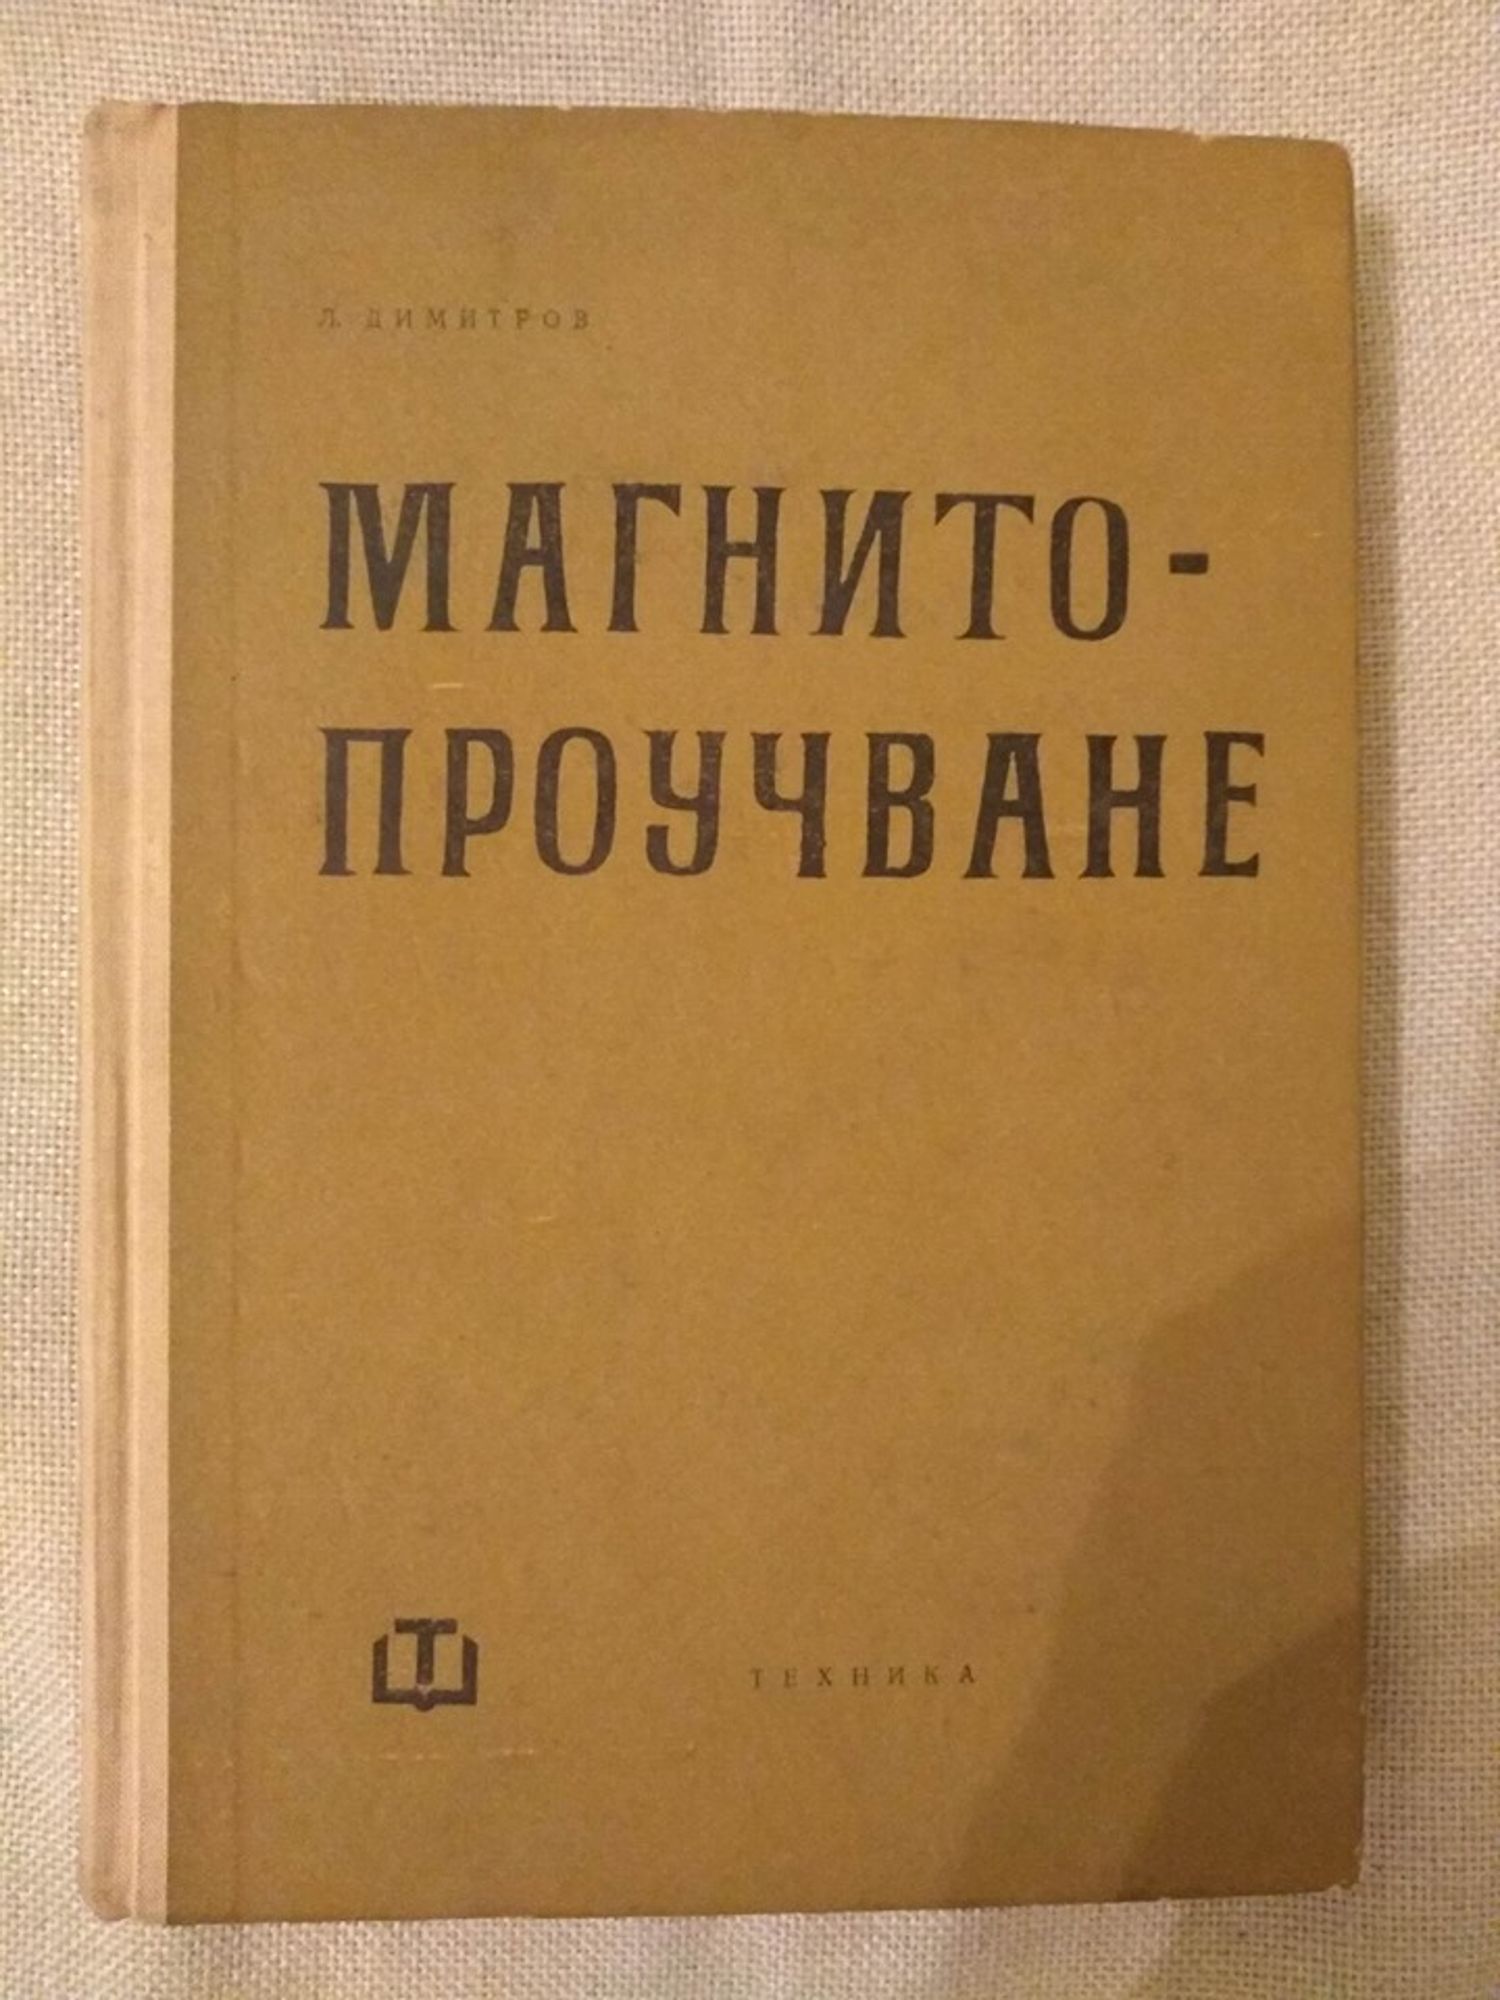 Л. ДИМИТРОВ
МАГНИТО-
ПРОУЧВАНЕ
Т
ТЕХНИКА